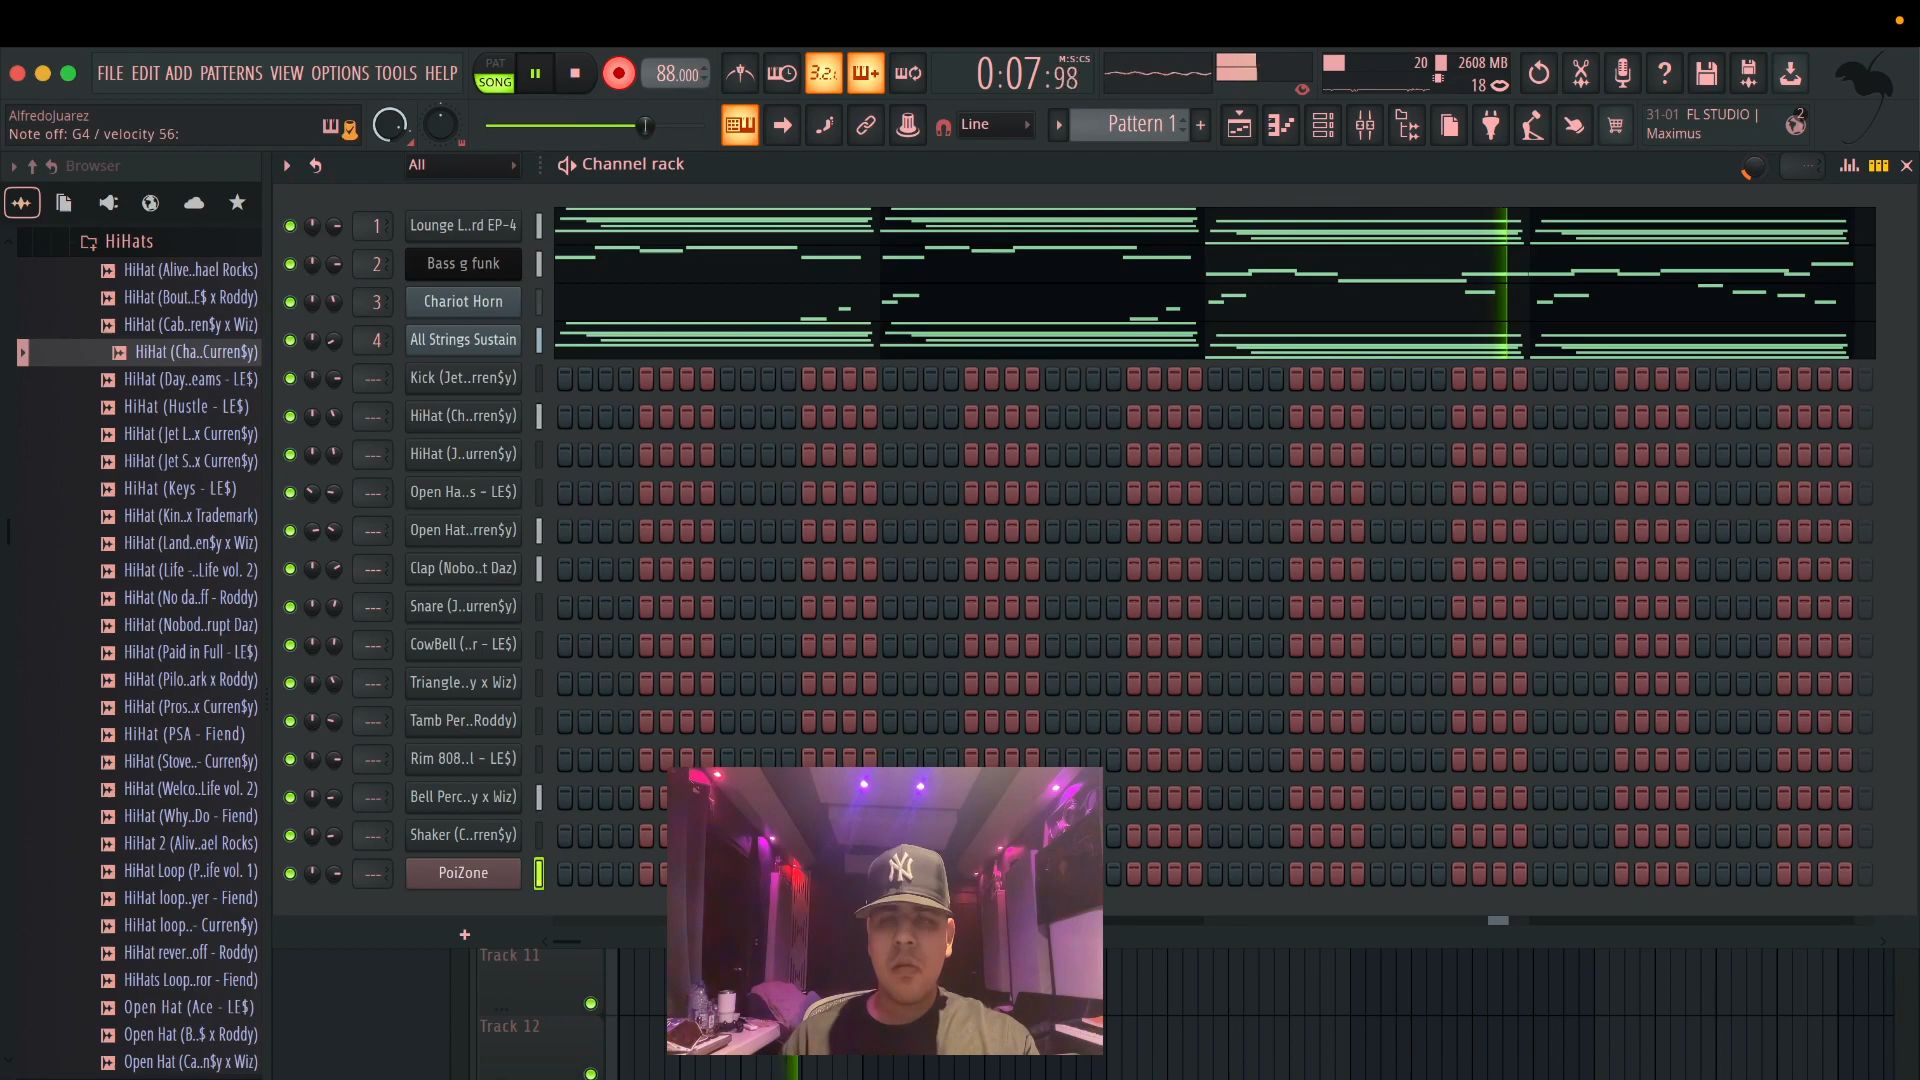 FILE EDIT ADD PATTERNS VIEW OPTIONS TOOLS HELP
PAT
SONG
88.000
3.2.
0:07:98
M:S:CS
20
2608 MB
18
AlfredoJuarez
Note off: G4 / velocity 56:
Line
Pattern 1
31-01 FL STUDIO |
Maximus
2
Browser
All
Channel rack
HiHats
HiHat (Alive..hael Rocks)
HiHat (Bout..E$ x Roddy)
HiHat (Cab..ren$y x Wiz)
HiHat (Cha..Curren$y)
HiHat (Day..eams - LE$)
HiHat (Hustle - LE$)
HiHat (Jet L..x Curren$y)
HiHat (Jet S..x Curren$y)
HiHat (Keys - LE$)
HiHat (Kin..x Trademark)
HiHat (Land..en$y x Wiz)
HiHat (Life -..Life vol. 2)
HiHat (No da..ff - Roddy)
HiHat (Nobod..rupt Daz)
HiHat (Paid in Full - LE$)
HiHat (Pilo..ark x Roddy)
HiHat (Pros..x Curren$y)
HiHat (PSA - Fiend)
HiHat (Stove..- Curren$y)
HiHat (Welco..Life vol. 2)
HiHat (Why..Do - Fiend)
HiHat 2 (Aliv..ael Rocks)
HiHat Loop (P..ife vol. 1)
HiHat loop..yer - Fiend)
HiHat loop..- Curren$y)
HiHat rever..off - Roddy)
HiHats Loop..ror - Fiend)
Open Hat (Ace - LE$)
Open Hat (B..$ x Roddy)
Open Hat (Ca..n$y x Wiz)
1 Lounge L..rd EP-4
2 Bass g funk
3 Chariot Horn
4 All Strings Sustain
--- Kick (Jet..rren$y)
--- HiHat (Ch..rren$y)
--- HiHat (J..urren$y)
--- Open Ha..s - LE$)
--- Open Hat..rren$y)
--- Clap (Nobo..t Daz)
--- Snare (J..urren$y)
--- CowBell (..r - LE$)
--- Triangle..y x Wiz)
--- Tamb Per..Roddy)
--- Rim 808..l - LE$)
--- Bell Perc..y x Wiz)
--- Shaker (C..rren$y)
--- PoiZone
NY
Track 11
Track 12